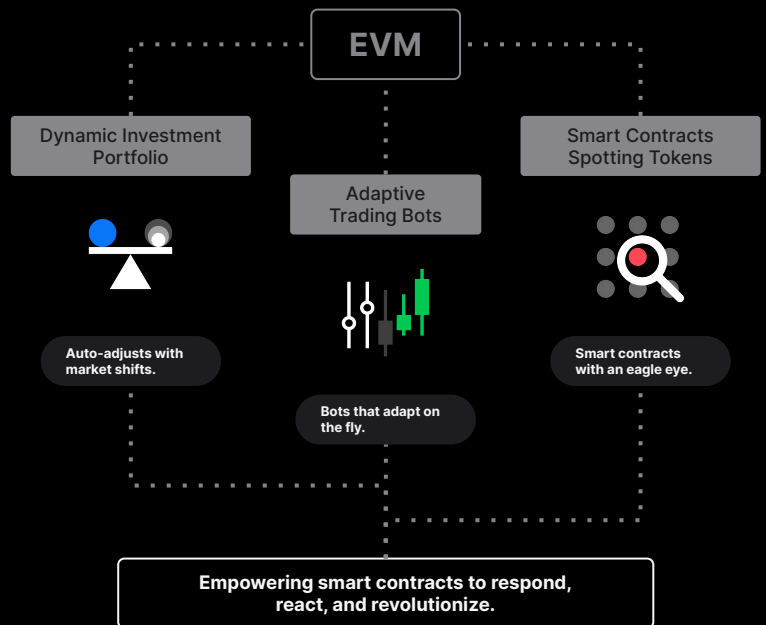 EVM
Dynamic Investment
Portfolio
Adaptive
Trading Bots
Smart Contracts
Spotting Tokens
Auto-adjusts with
market shifts.
Bots that adapt on
the fly.
Smart contracts
with an eagle eye.
Empowering smart contracts to respond,
react, and revolutionize.